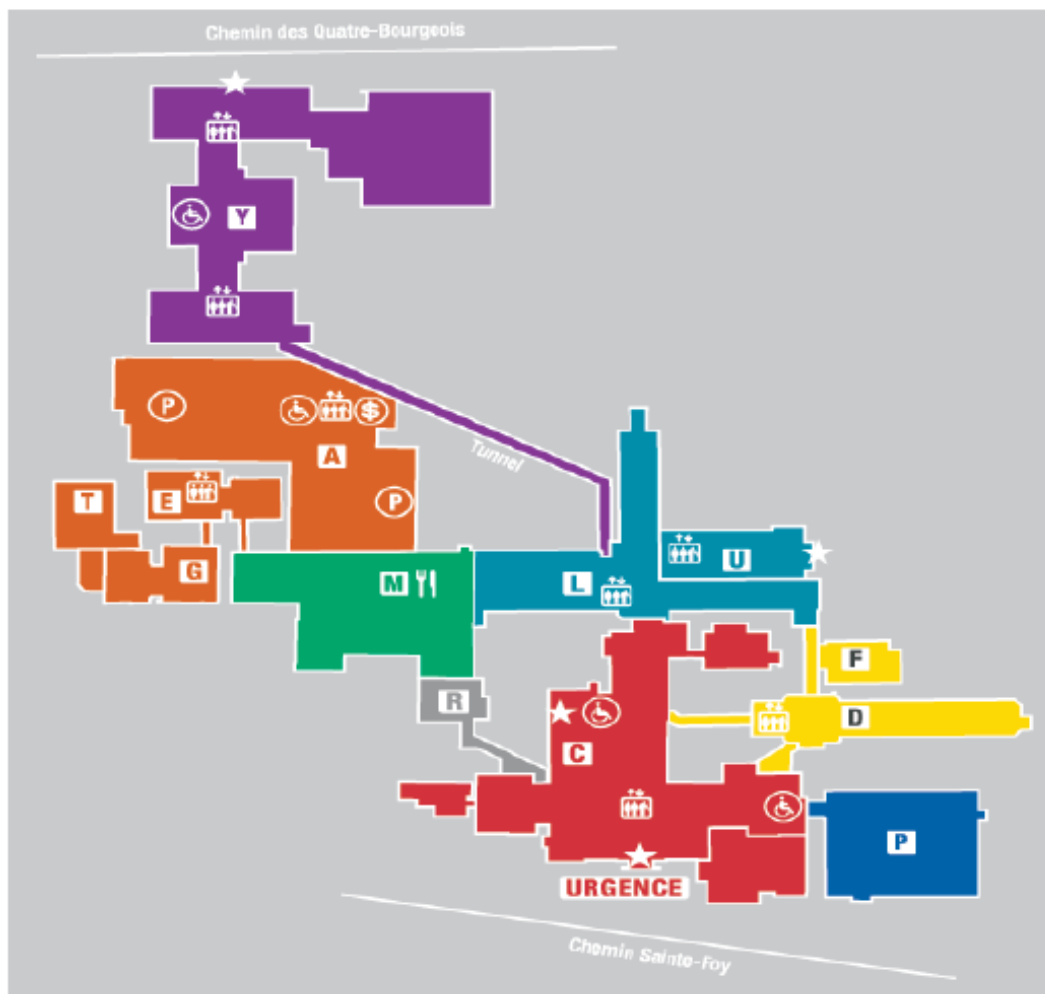 Chemin des Quatre-Bourgeois
Y
P
$
A
Tunnel
T
E
P
G
M
L
U
R
F
C
D
P
URGENCE
Chemin Sainte-Foy